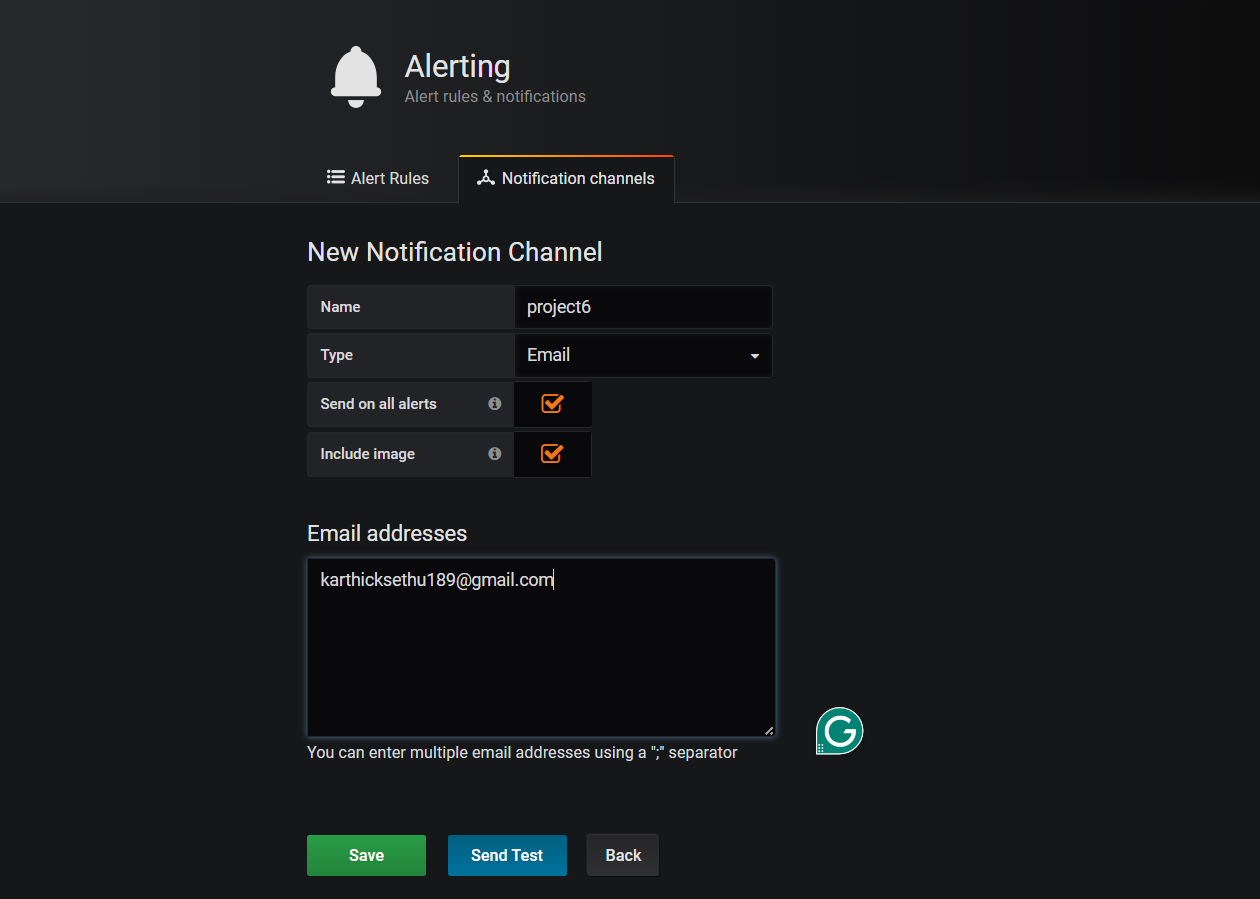 Alerting
Alert rules & notifications
Alert Rules
Notification channels
New Notification Channel
Name project6
Type Email
Send on all alerts
Include image
Email addresses
karthicksethu189@gmail.com
You can enter multiple email addresses using a ";" separator
Save Send Test Back